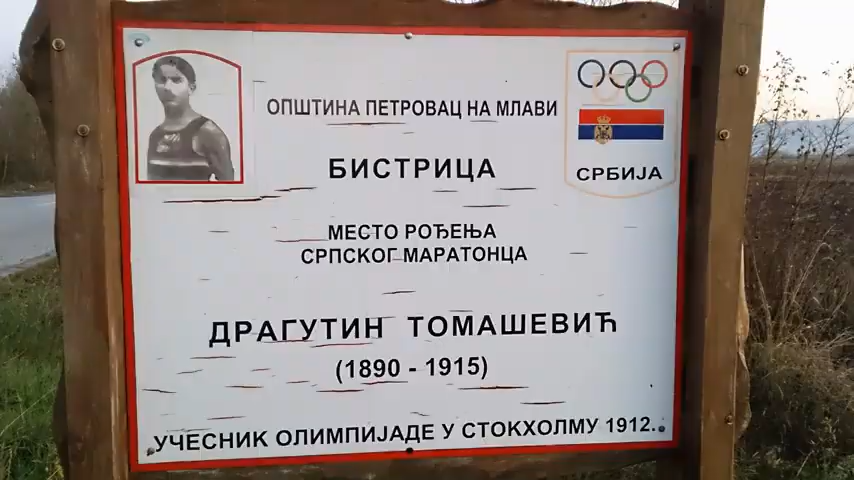 ОПШТИНА ПЕТРОВАЦ НА МЛАВИ
БИСТРИЦА
СРБИЈА
МЕСТО РОЂЕЊА
СРПСКОГ МАРАТОНЦА
ДРАГУТИН ТОМАШЕВИЋ
(1890 - 1915)
УЧЕСНИК ОЛИМПИЈАДЕ У СТОКХОЛМУ 1912.